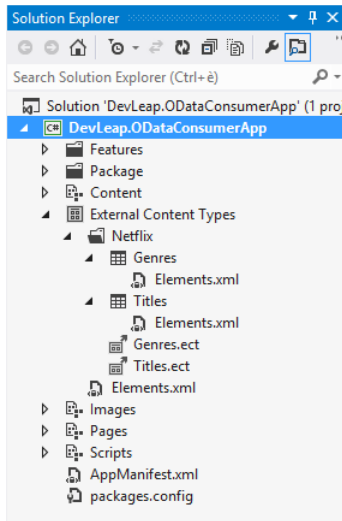 Solution Explorer
Search Solution Explorer (Ctrl+è)
Solution 'DevLeap.ODataConsumerApp' (1 proj
C# DevLeap.ODataConsumerApp
Features
Package
Content
External Content Types
Netflix
Genres
Elements.xml
Titles
Elements.xml
Genres.ect
Titles.ect
Elements.xml
Images
Pages
Scripts
AppManifest.xml
packages.config